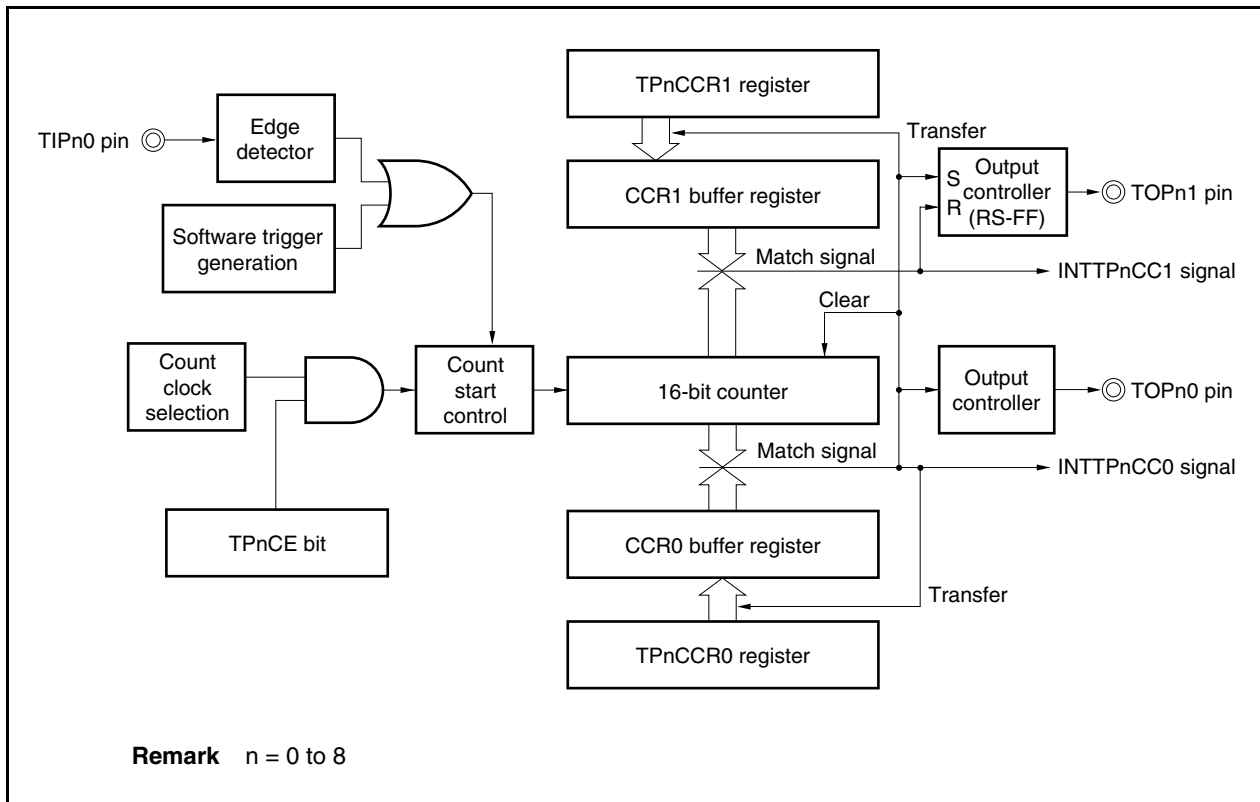 TPnCCR1 register
TIPn0 pin
Edge
detector
Transfer
CCR1 buffer register
S
R
Output
controller
(RS-FF)
TOPn1 pin
Software trigger
generation
Match signal
INTTPnCC1 signal
Clear
Count
clock
selection
Count
start
control
16-bit counter
Output
controller
TOPn0 pin
Match signal
INTTPnCC0 signal
TPnCE bit
CCR0 buffer register
Transfer
TPnCCR0 register
Remark n = 0 to 8